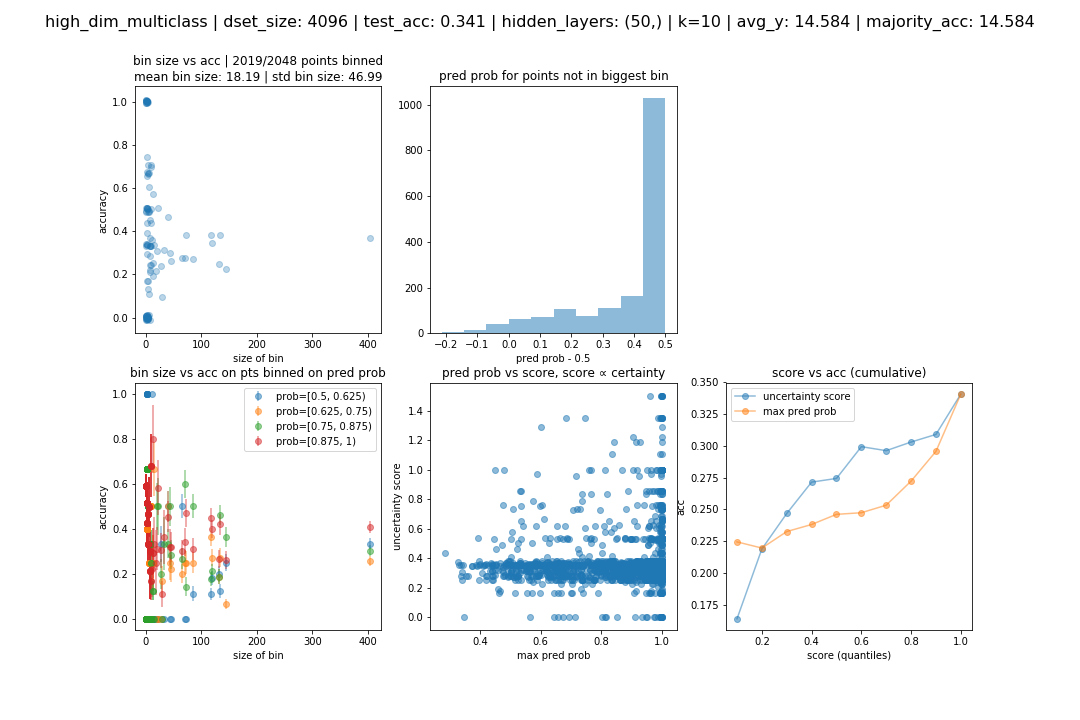 high_dim_multiclass | dset_size: 4096 | test_acc: 0.341 | hidden_layers: (50,) | k=10 | avg_y: 14.584 | majority_acc: 14.584
bin size vs acc | 2019/2048 points binned
mean bin size: 18.19 | std bin size: 46.99
1.0
0.8
0.6
0.4
0.2
0.0
accuracy
0
100
200
300
400
size of bin
pred prob for points not in biggest bin
1000
800
600
400
200
0
−0.2
−0.1
0.0
0.1
0.2
0.3
0.4
0.5
pred prob - 0.5
bin size vs acc on pts binned on pred prob
prob=[0.5, 0.625)
prob=[0.625, 0.75)
prob=[0.75, 0.875)
prob=[0.875, 1)
1.0
0.8
0.6
0.4
0.2
0.0
accuracy
0
100
200
300
400
size of bin
pred prob vs score, score ∝ certainty
1.4
1.2
1.0
0.8
0.6
0.4
0.2
0.0
uncertainty score
0.4
0.6
0.8
1.0
max pred prob
score vs acc (cumulative)
uncertainty score
max pred prob
0.350
0.325
0.300
0.275
0.250
0.225
0.200
0.175
acc
0.2
0.4
0.6
0.8
1.0
score (quantiles)